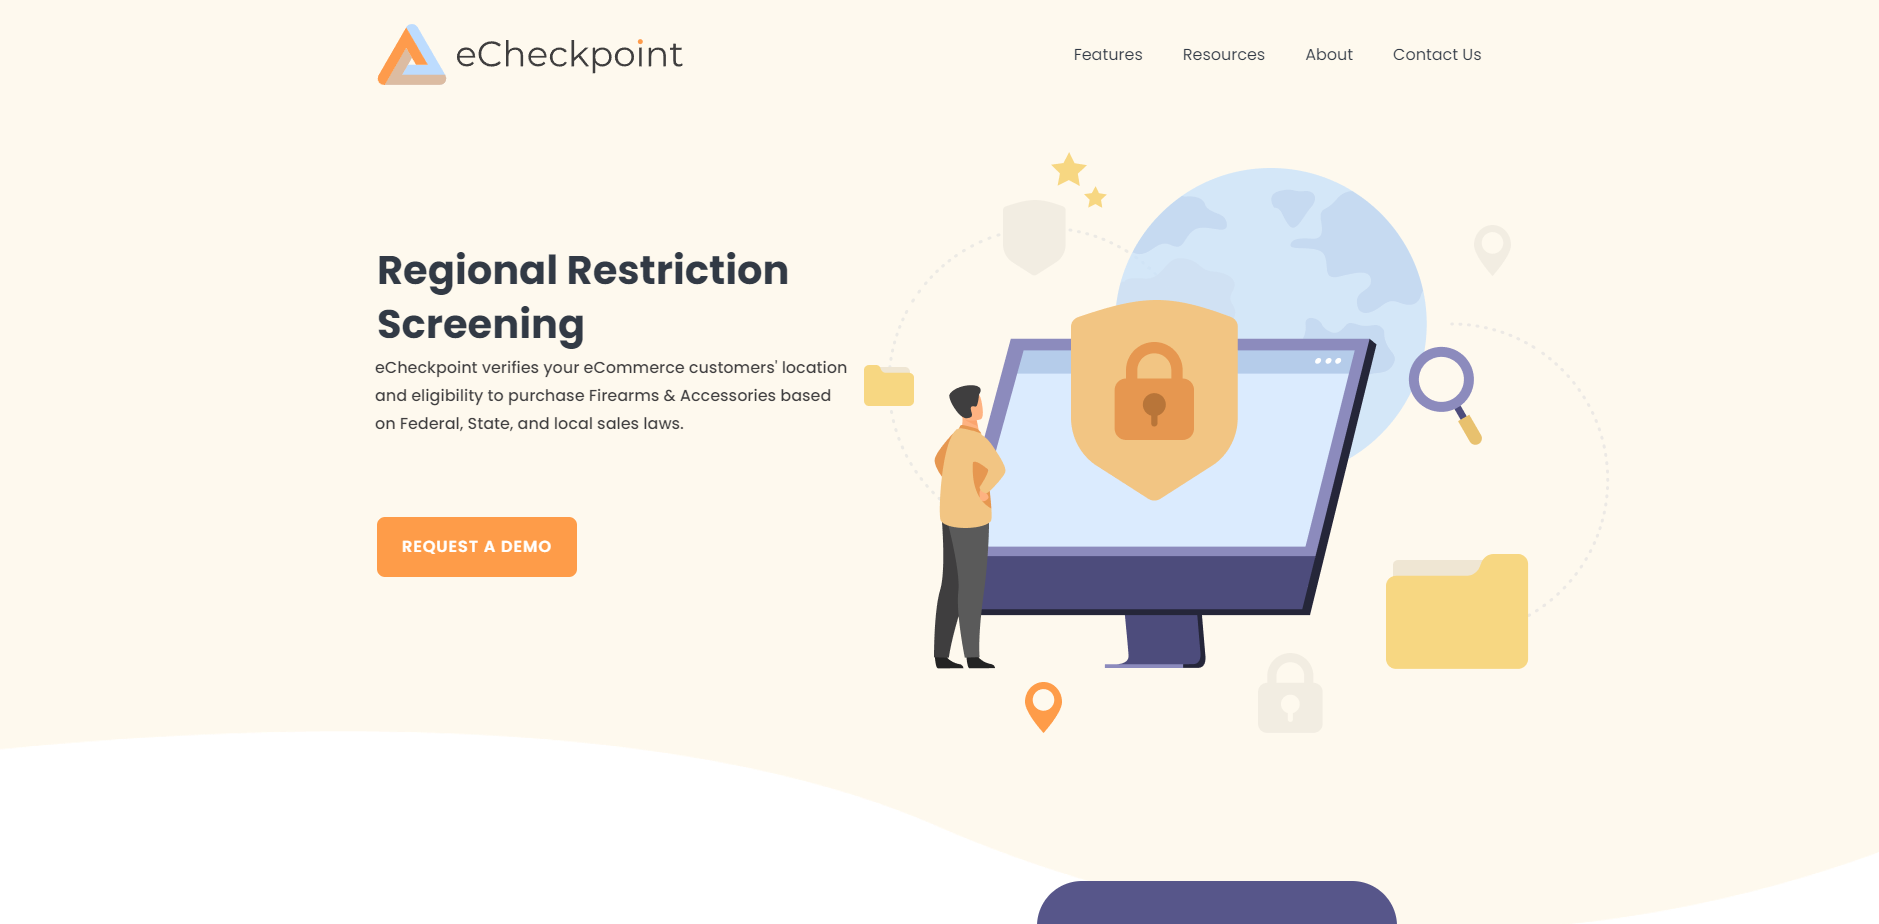 eCheckpoint
Features
Resources
About
Contact Us
Regional Restriction
Screening
eCheckpoint verifies your eCommerce customers' location
and eligibility to purchase Firearms & Accessories based
on Federal, State, and local sales laws.
REQUEST A DEMO